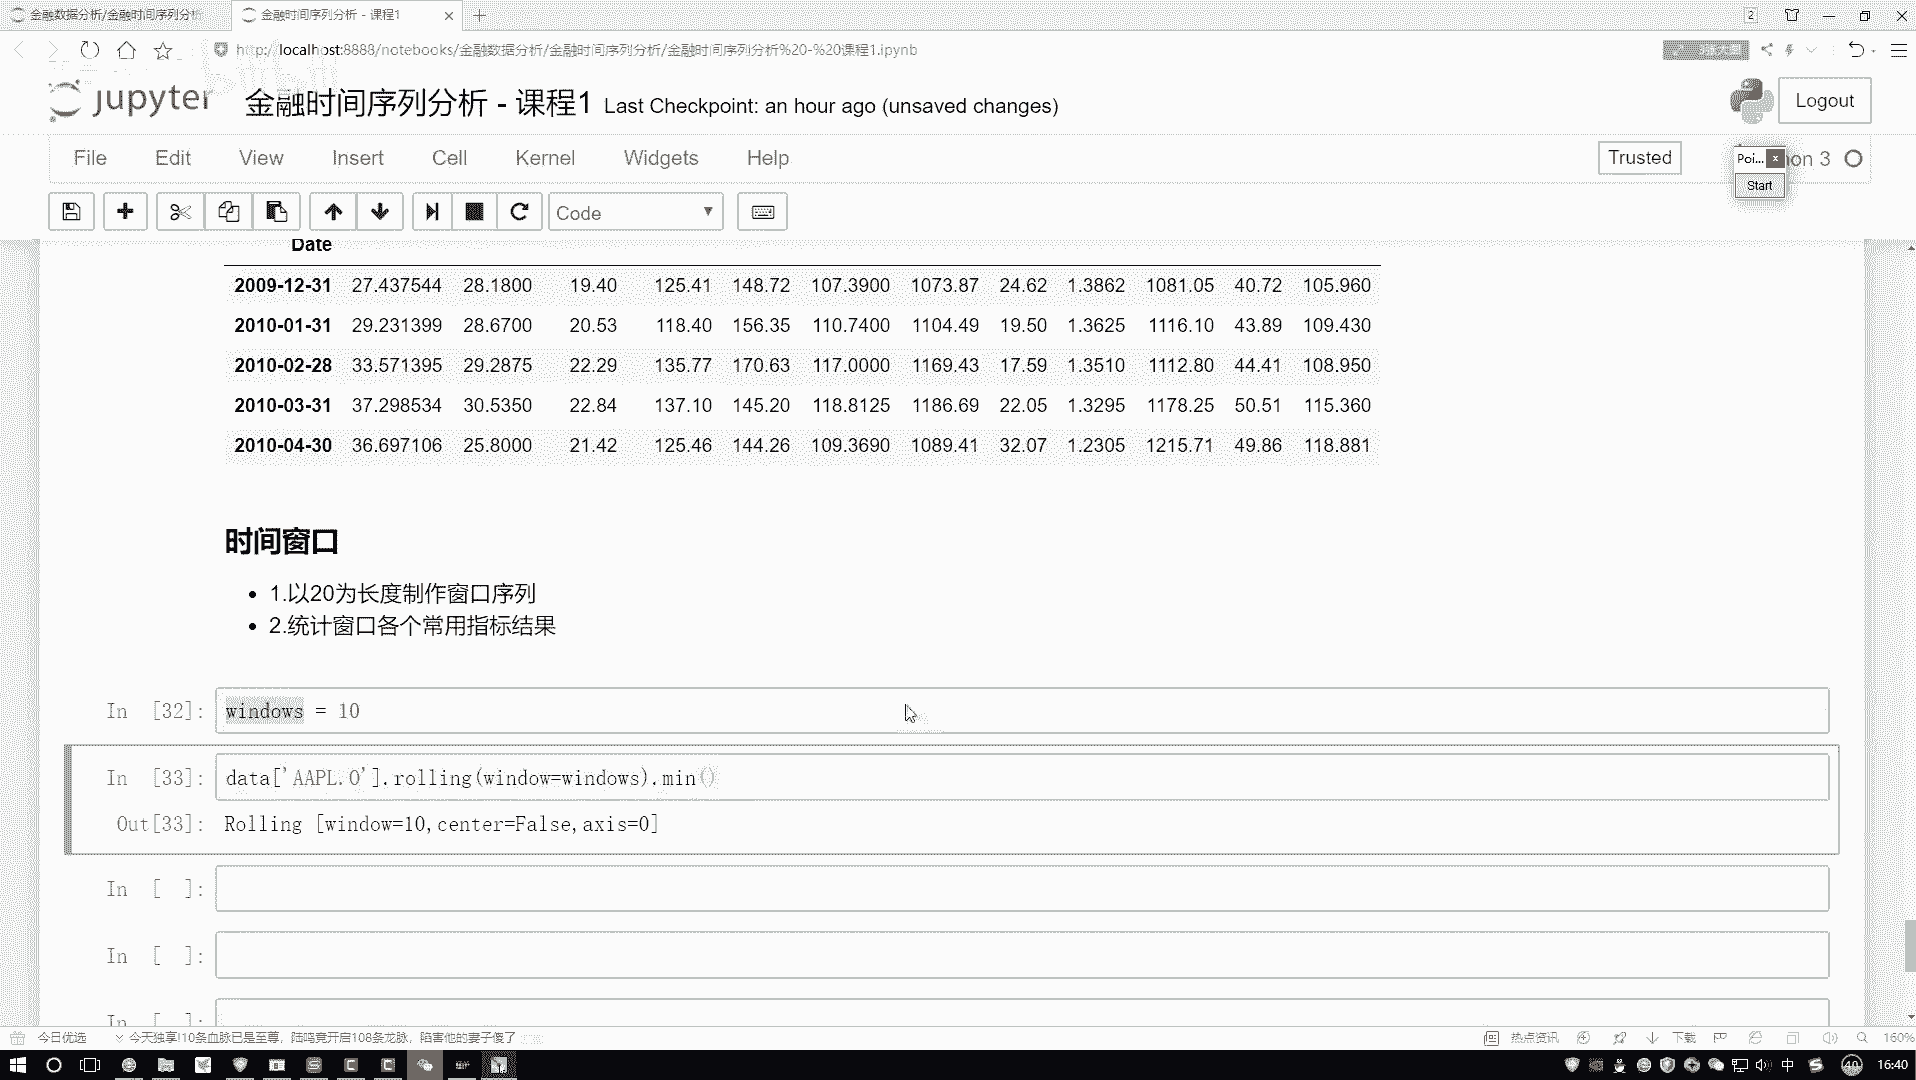 金融数据分析/金融时间序列分析
金融时间序列分析 - 课程1
2
http://localhost:8888/notebooks/金融数据分析/金融时间序列分析/金融时间序列分析%20-%20课程1.ipynb
jupyter
金融时间序列分析 - 课程1 Last Checkpoint: an hour ago (unsaved changes)
Logout
File Edit View Insert Cell Kernel Widgets Help
Trusted
Poi...
on 3
Start
Code
Date
2009-12-31 27.437544 28.1800 19.40 125.41 148.72 107.3900 1073.87 24.62 1.3862 1081.05 40.72 105.960
2010-01-31 29.231399 28.6700 20.53 118.40 156.35 110.7400 1104.49 19.50 1.3625 1116.10 43.89 109.430
2010-02-28 33.571395 29.2875 22.29 135.77 170.63 117.0000 1169.43 17.59 1.3510 1112.80 44.41 108.950
2010-03-31 37.298534 30.5350 22.84 137.10 145.20 118.8125 1186.69 22.05 1.3295 1178.25 50.51 115.360
2010-04-30 36.697106 25.8000 21.42 125.46 144.26 109.3690 1089.41 32.07 1.2305 1215.71 49.86 118.881
时间窗口
1.以20为长度制作窗口序列
2.统计窗口各个常用指标结果
In [32]: windows = 10
In [33]: data['AAPL.O'].rolling(window=windows).min()
Out[33]: Rolling [window=10,center=False,axis=0]
In [ ]:
In [ ]:
In [ ]:
今日优选 今天独享!10条血脉已是至尊，陆鸣竟开启108条龙脉，陷害他的妻子傻了
热点资讯 下载 160%
中 40 16:40